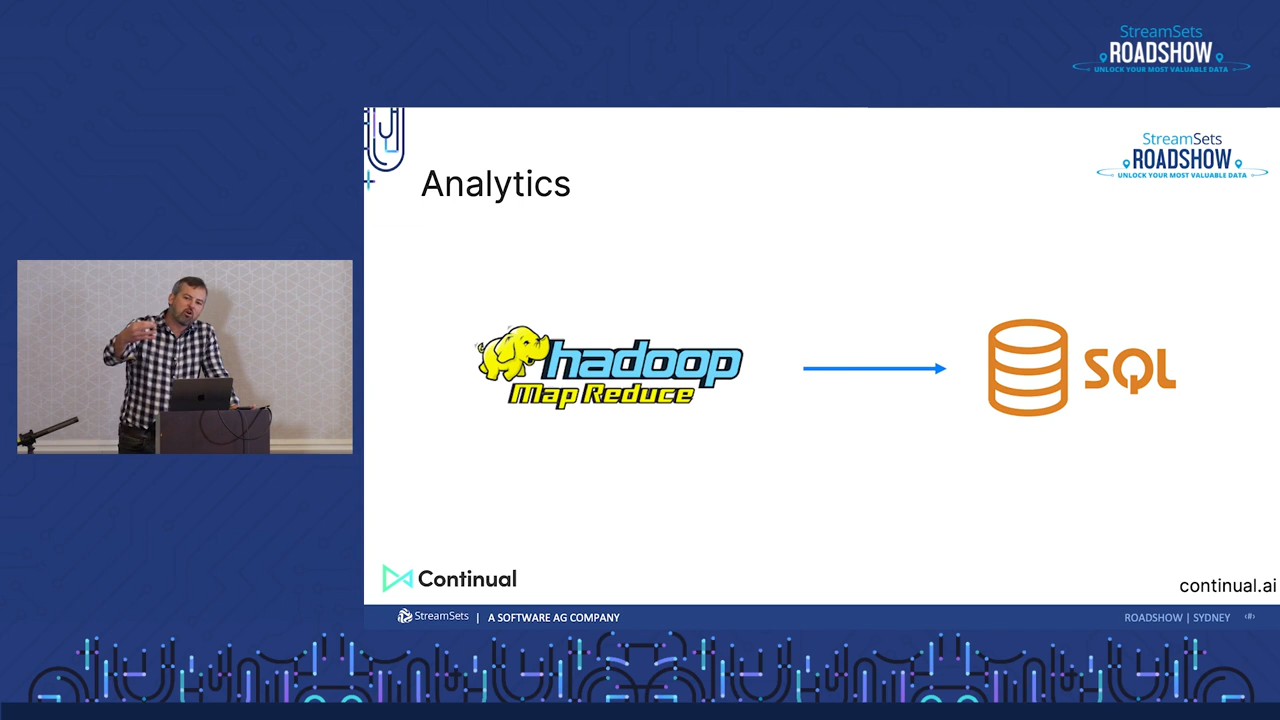 StreamSets
ROADSHOW
UNLOCK YOUR MOST VALUABLE DATA
StreamSets
ROADSHOW
UNLOCK YOUR MOST VALUABLE DATA
Analytics
hadoop
Map Reduce
SQL
Continual
continual.ai
StreamSets | A SOFTWARE AG COMPANY
ROADSHOW | SYDNEY ‹#›